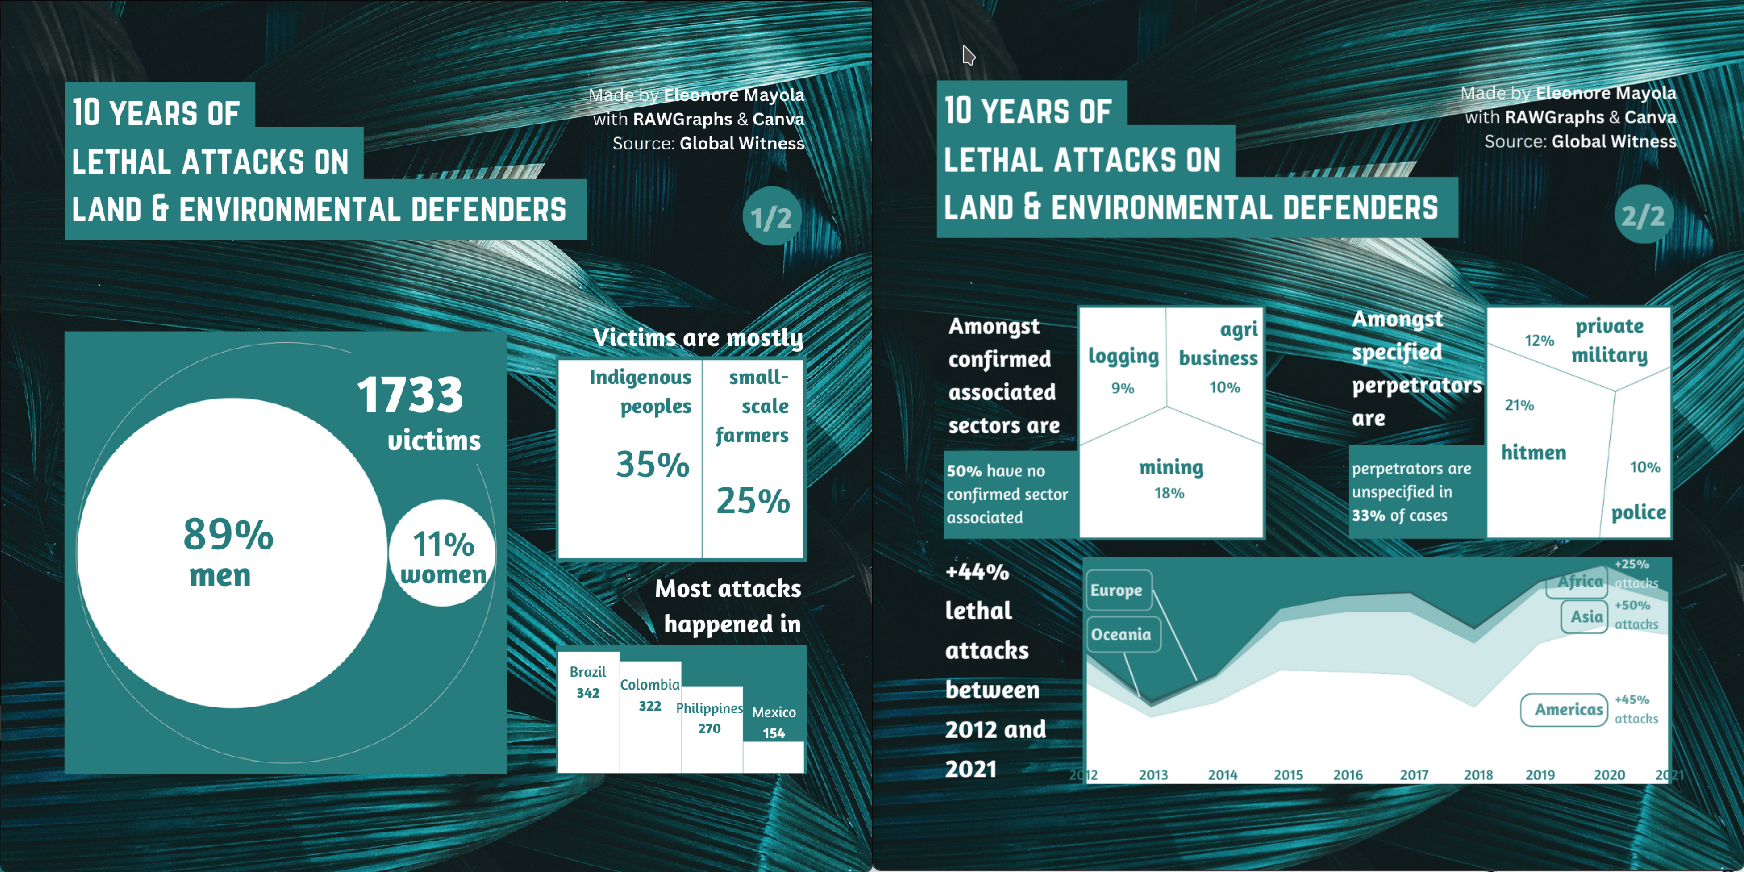 10 YEARS OF
LETHAL ATTACKS ON
LAND & ENVIRONMENTAL DEFENDERS
Made by Eleonore Mayola
with RAWGraphs & Canva
Source: Global Witness
1/2
1733
victims
89%
men
11%
women
Victims are mostly
Indigenous
peoples
35%
small-
scale
farmers
25%
Most attacks
happened in
Brazil
342
Colombia
322
Philippines
270
Mexico
154
10 YEARS OF
LETHAL ATTACKS ON
LAND & ENVIRONMENTAL DEFENDERS
Made by Eleonore Mayola
with RAWGraphs & Canva
Source: Global Witness
2/2
Amongst
confirmed
associated
sectors are
50% have no
confirmed sector
associated
logging
9%
agri
business
10%
mining
18%
Amongst
specified
perpetrators
are
perpetrators are
unspecified in
33% of cases
12%
private
military
21%
hitmen
10%
police
+44%
lethal
attacks
between
2012 and
2021
Europe
Oceania
Africa
+25%
attacks
Asia
+50%
attacks
Americas
+45%
attacks
2012 2013 2014 2015 2016 2017 2018 2019 2020 2021